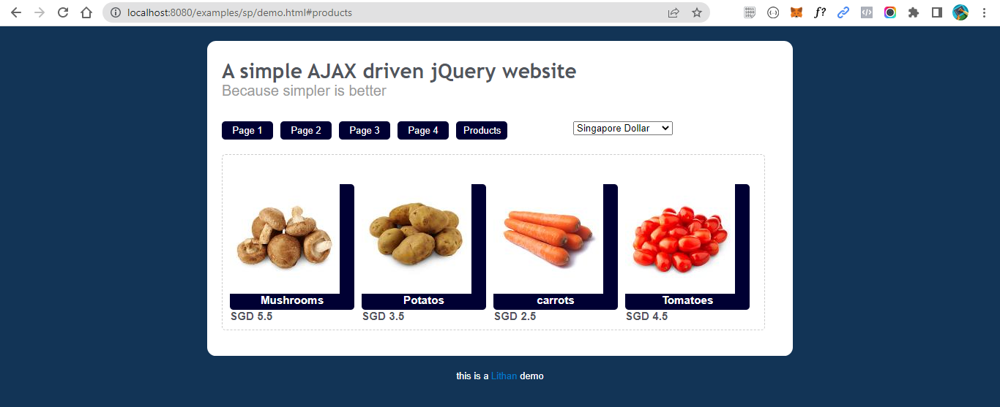 localhost:8080/examples/sp/demo.html#products
A simple AJAX driven jQuery website
Because simpler is better
Page 1 Page 2 Page 3 Page 4 Products Singapore Dollar
Mushrooms Potatos carrots Tomatoes
SGD 5.5 SGD 3.5 SGD 2.5 SGD 4.5
this is a Lithan demo